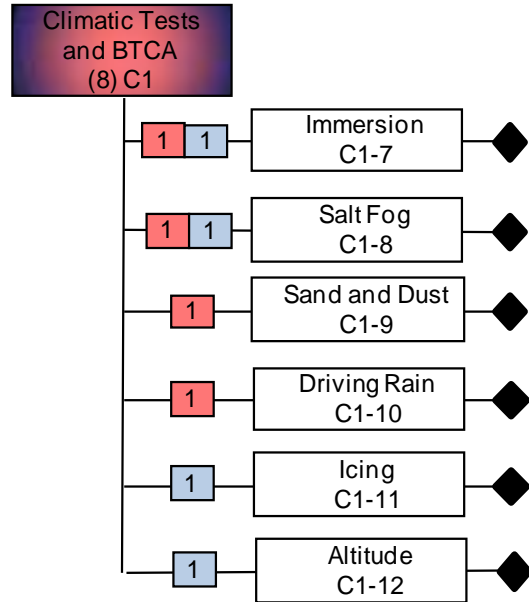 Climatic Tests
and BTCA
(8) C1
1 1 Immersion
C1-7
1 1 Salt Fog
C1-8
1 Sand and Dust
C1-9
1 Driving Rain
C1-10
1 Icing
C1-11
1 Altitude
C1-12